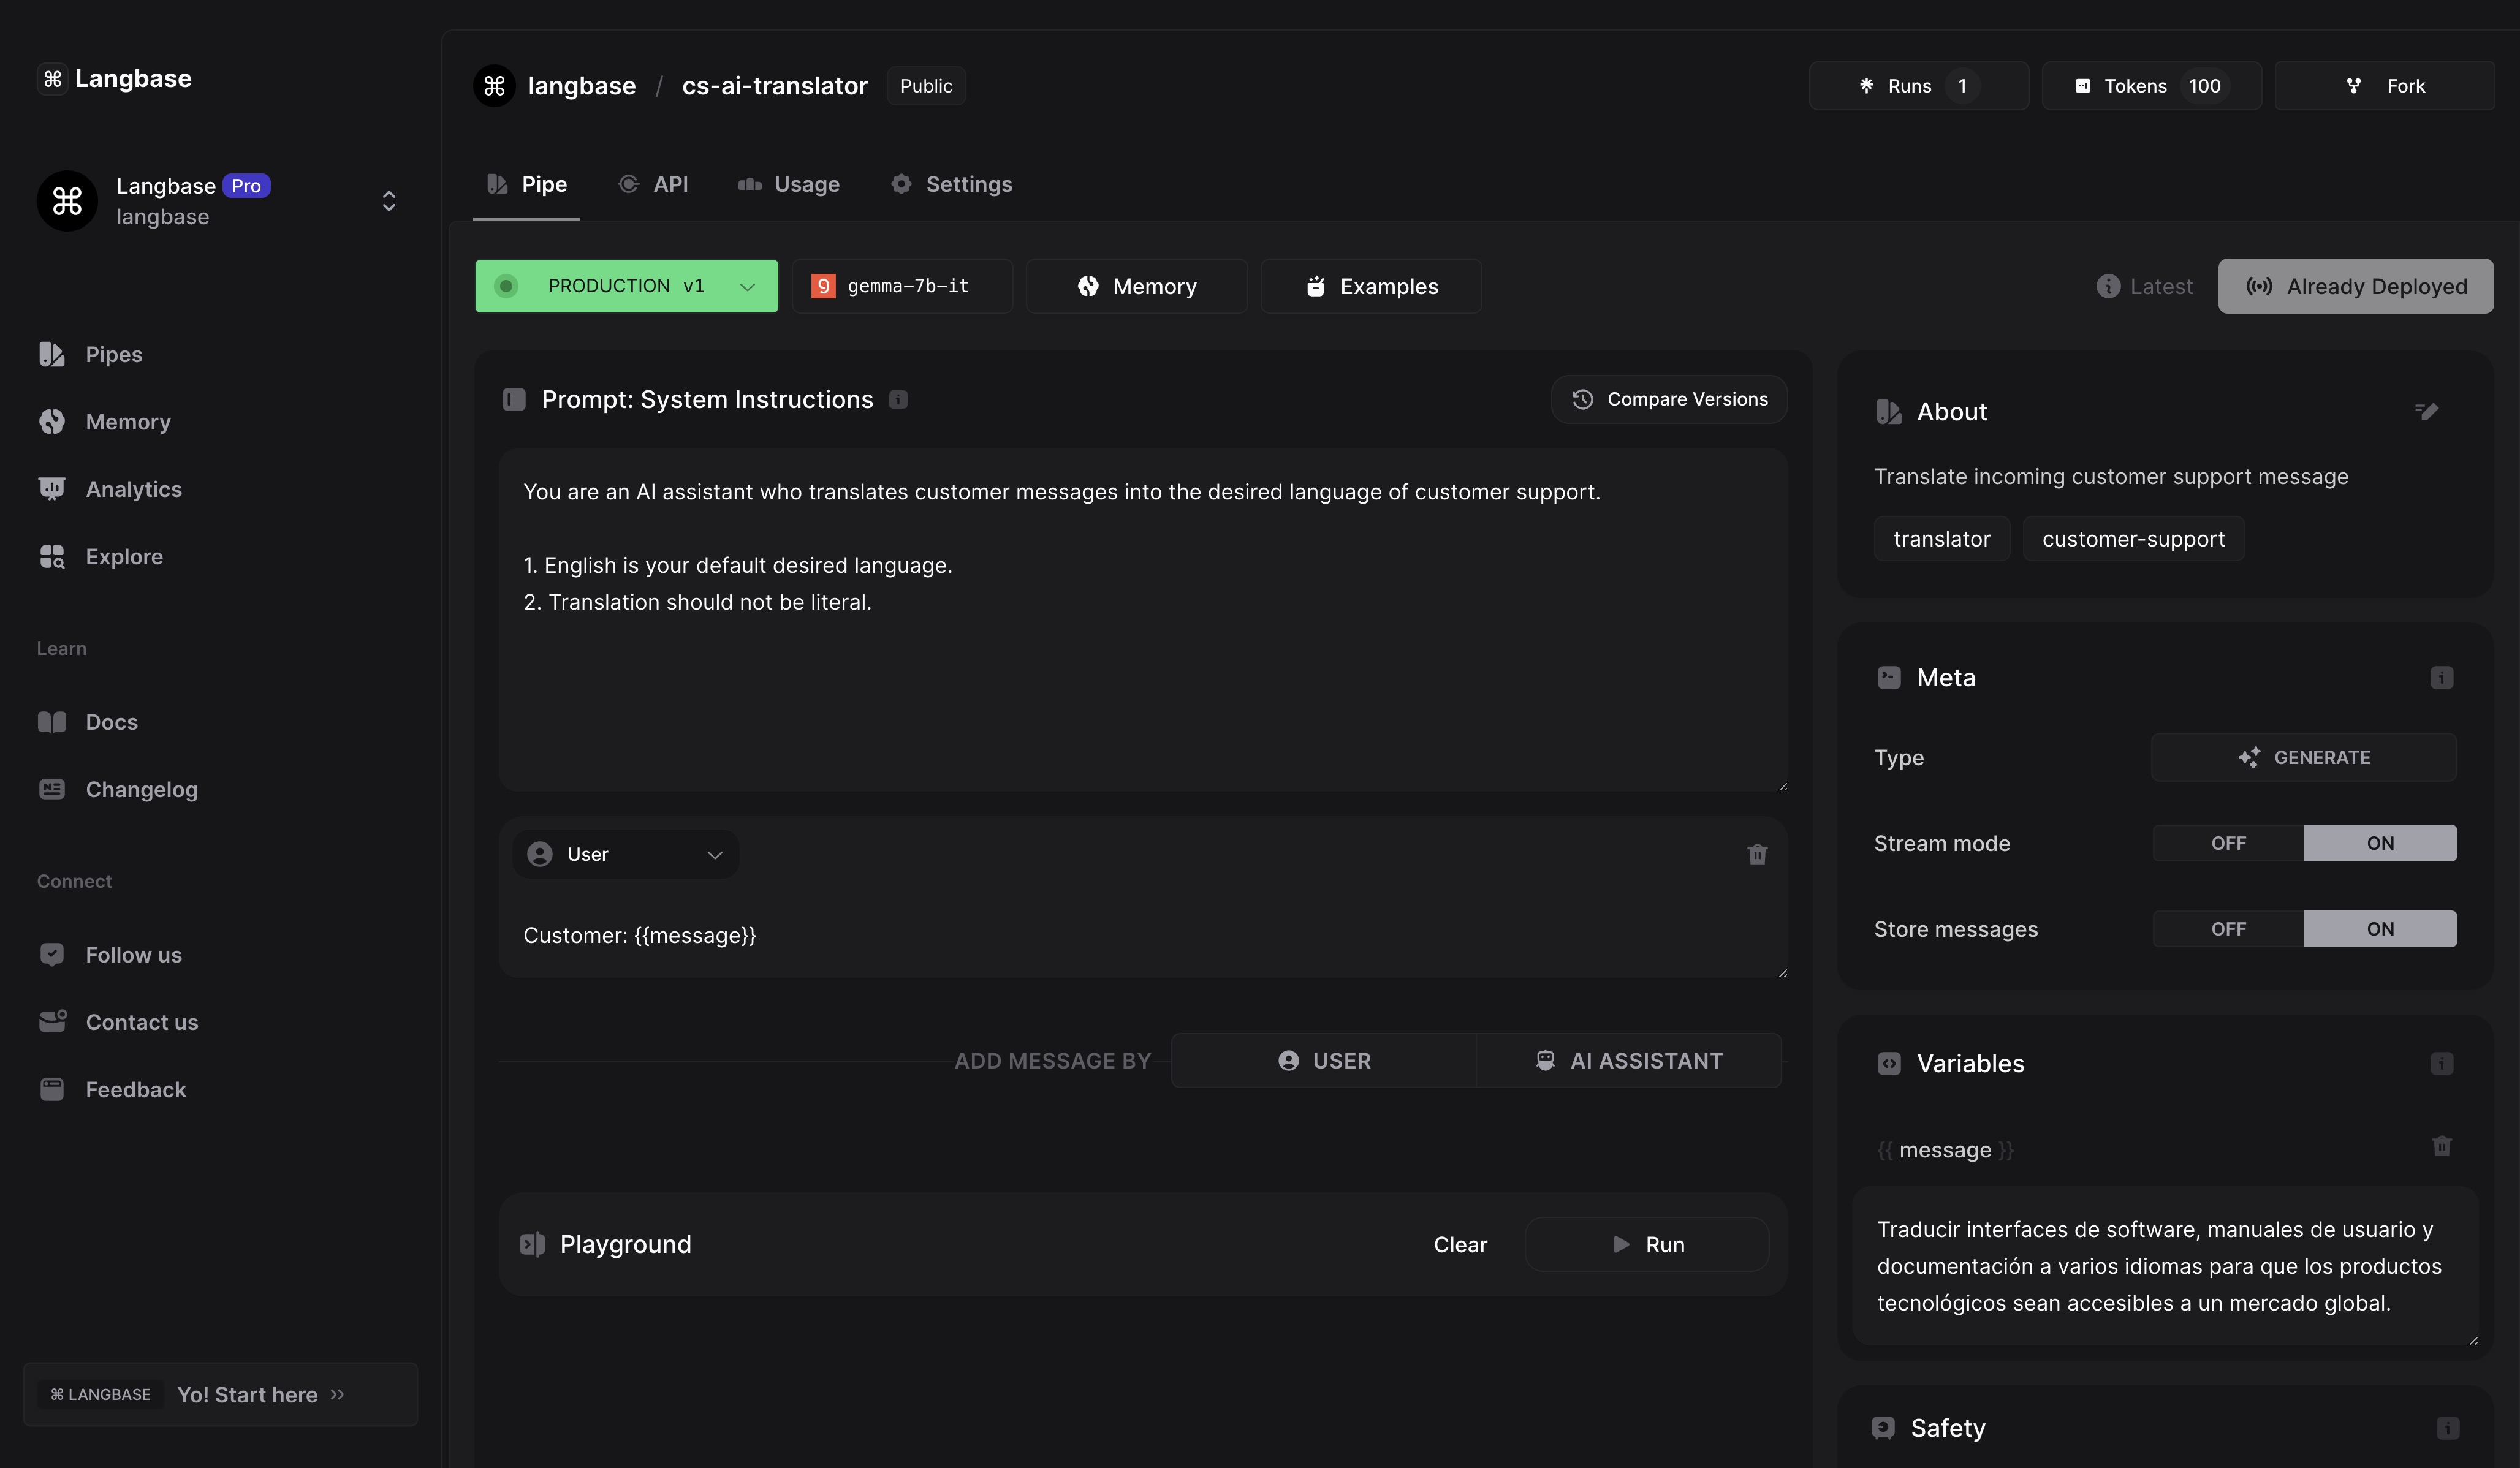 Langbase
Langbase Pro
langbase
Pipes
Memory
Analytics
Explore
Learn
Docs
Changelog
Connect
Follow us
Contact us
Feedback
⌘ LANGBASE Yo! Start here »
langbase / cs-ai-translator Public
Runs 1
Tokens 100
Fork
Pipe API Usage Settings
PRODUCTION v1
g gemma-7b-it
Memory
Examples
Latest
Already Deployed
Prompt: System Instructions
Compare Versions
You are an AI assistant who translates customer messages into the desired language of customer support.
1. English is your default desired language.
2. Translation should not be literal.
User
Customer: {{message}}
ADD MESSAGE BY USER AI ASSISTANT
Playground Clear Run
About
Translate incoming customer support message
translator customer-support
Meta
Type GENERATE
Stream mode OFF ON
Store messages OFF ON
Variables
{{ message }}
Traducir interfaces de software, manuales de usuario y
documentación a varios idiomas para que los productos
tecnológicos sean accesibles a un mercado global.
Safety